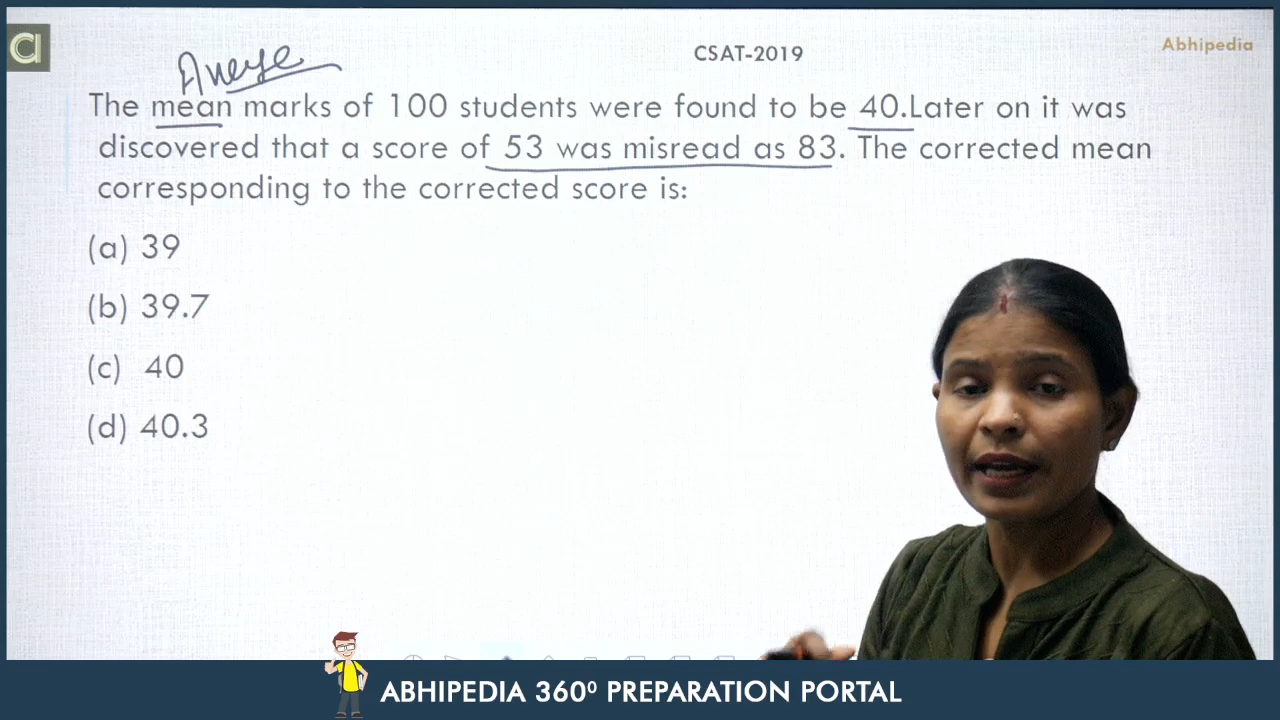 CSAT-2019
Abhipedia
The mean marks of 100 students were found to be 40.Later on it was
discovered that a score of 53 was misread as 83. The corrected mean
corresponding to the corrected score is:
(a) 39
(b) 39.7
(c) 40
(d) 40.3
ABHIPEDIA 360⁰ PREPARATION PORTAL